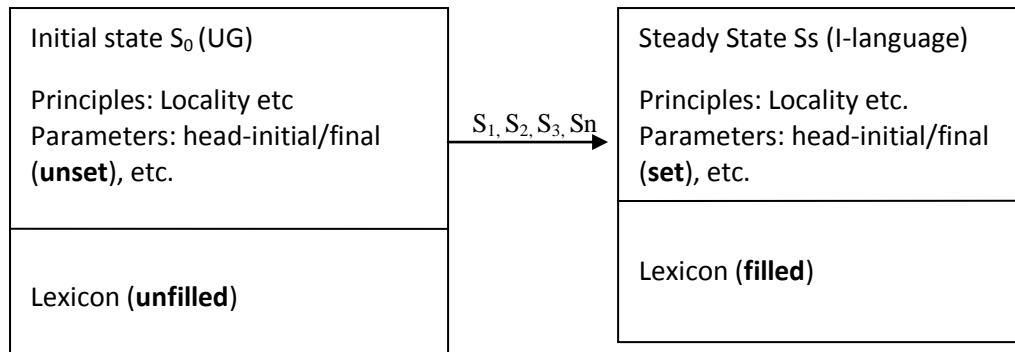 Initial state S₀ (UG)
Principles: Locality etc
Parameters: head-initial/final
(unset), etc.
Lexicon (unfilled)
S₁, S₂, S₃, Sn
Steady State Ss (I-language)
Principles: Locality etc.
Parameters: head-initial/final
(set), etc.
Lexicon (filled)